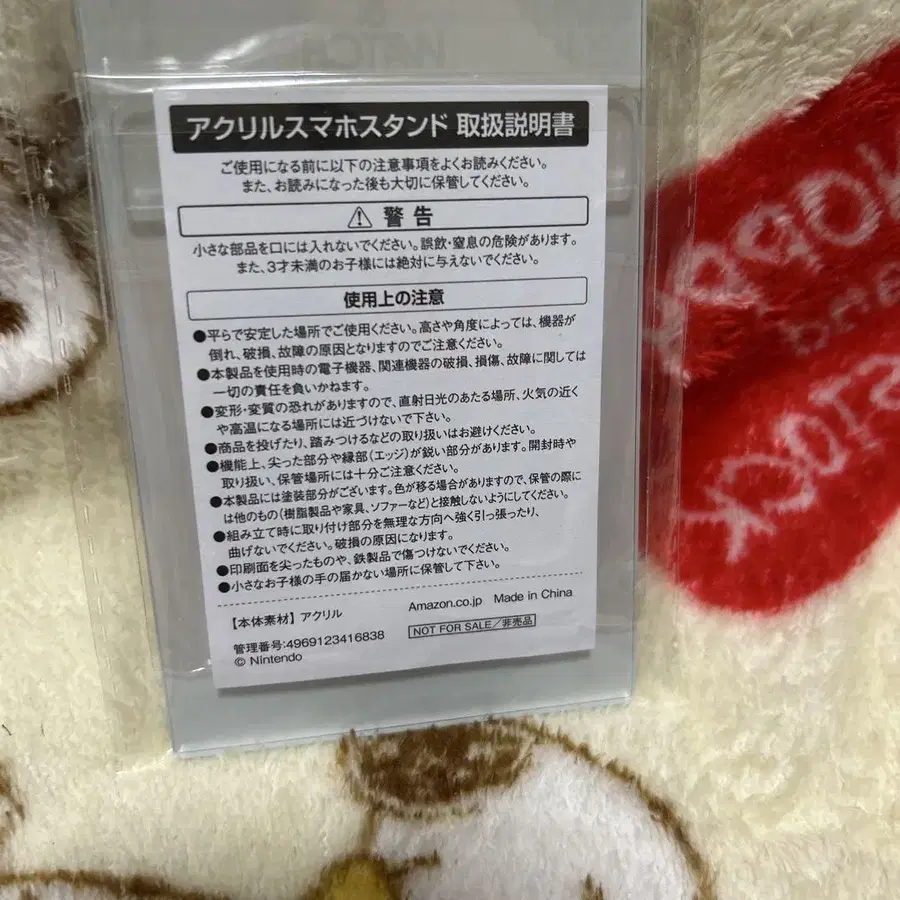 アクリルスマホスタンド 取扱説明書
ご使用になる前に以下の注意事項をよくお読みください。
また、お読みになった後も大切に保管してください。
⚠ 警告
小さな部品を口には入れないでください。誤飲・窒息の危険があります。
また、3才未満のお子様には絶対に与えないでください。
使用上の注意
●平らで安定した場所でご使用ください。高さや角度によっては、機器が
倒れ、破損、故障の原因となりますのでご注意ください。
●本製品を使用時の電子機器、関連機器の破損、損傷、故障に関しては
一切の責任を負いかねます。
●変形・変質の恐れがありますので、直射日光のあたる場所、火気の近く
や高温になる場所には近づけないで下さい。
●商品を投げたり、踏みつけるなどの取り扱いはお避けください。
●機能上、尖った部分や縁部(エッジ)が鋭い部分があります。開封時や
取り扱い、保管場所には十分ご注意ください。
●本製品には塗装部分がございます。色が移る場合がありますので、保管の際に
は他のもの(樹脂製品や家具、ソファーなど)と接触しないようにしてください。
●組み立て時に取り付け部分を無理な方向へ強く引っ張ったり、
曲げないでください。破損の原因になります。
●印刷面を尖ったものや、鉄製品で傷つけないでください。
●小さなお子様の手の届かない場所に保管して下さい。
【本体素材】アクリル
Amazon.co.jp Made in China
管理番号:4969123416838
NOT FOR SALE/非売品
© Nintendo